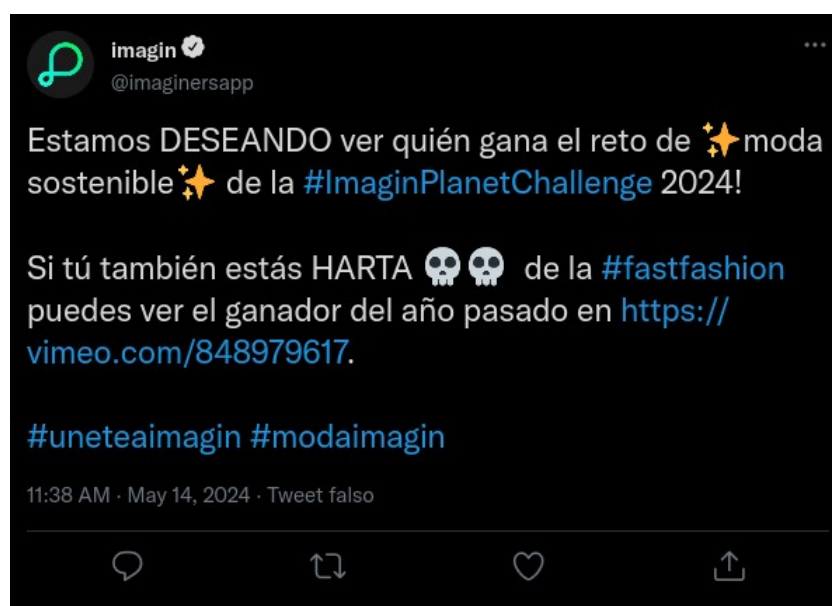 imagin
@imaginersapp
Estamos DESEANDO ver quién gana el reto de ✨moda
sostenible✨ de la #ImaginPlanetChallenge 2024!
Si tú también estás HARTA 💀💀 de la #fastfashion
puedes ver el ganador del año pasado en https://
vimeo.com/848979617.
#uneteaimagin #modaimagin
11:38 AM · May 14, 2024 · Tweet falso